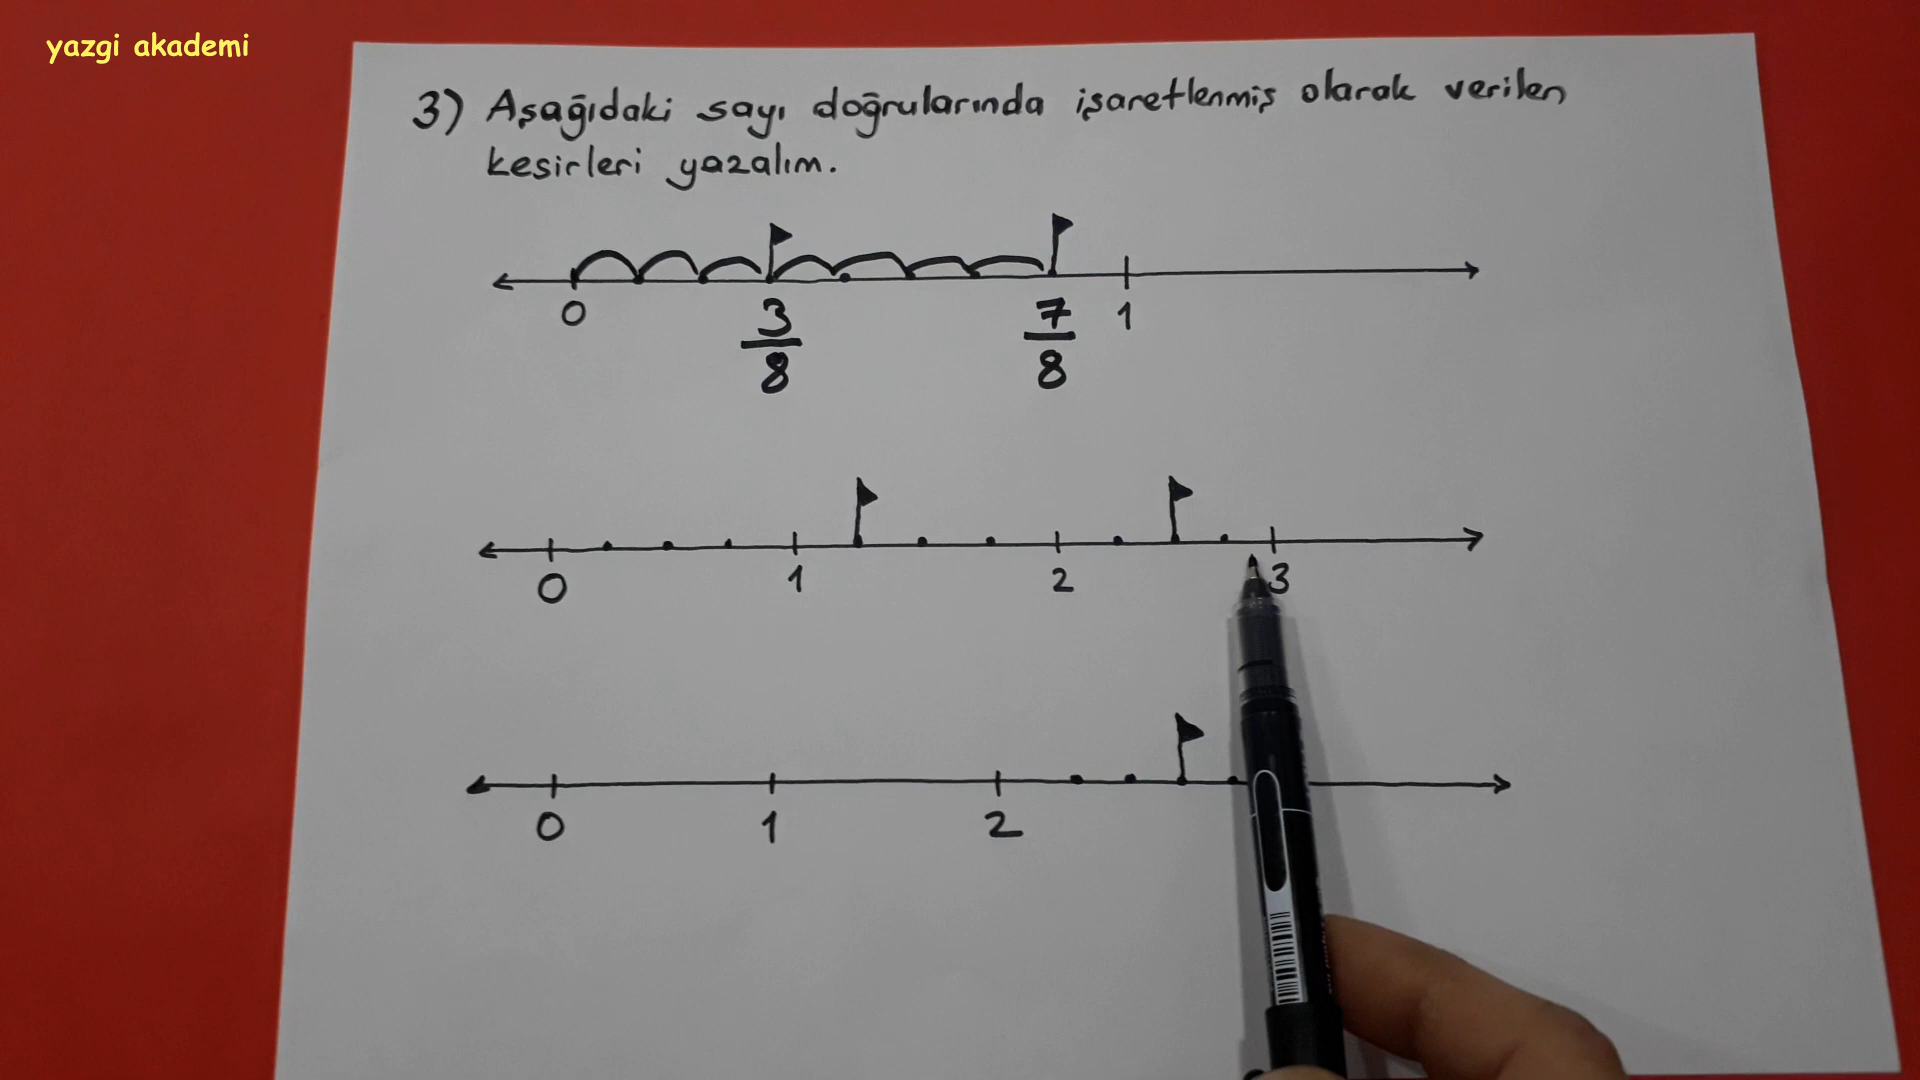 yazgi akademi
3) Aşağıdaki sayı doğrularında işaretlenmiş olarak verilen
kesirleri yazalım.
0 3/8 7/8 1
0 1 2 3
0 1 2